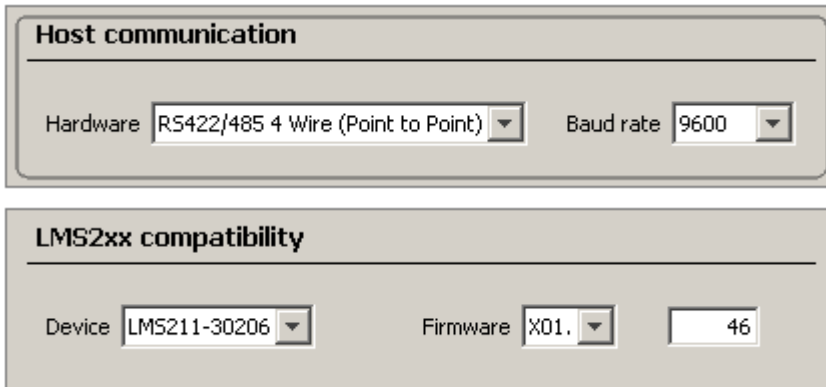 Host communication
Hardware RS422/485 4 Wire (Point to Point) Baud rate 9600
LMS2xx compatibility
Device LMS211-30206 Firmware X01. 46